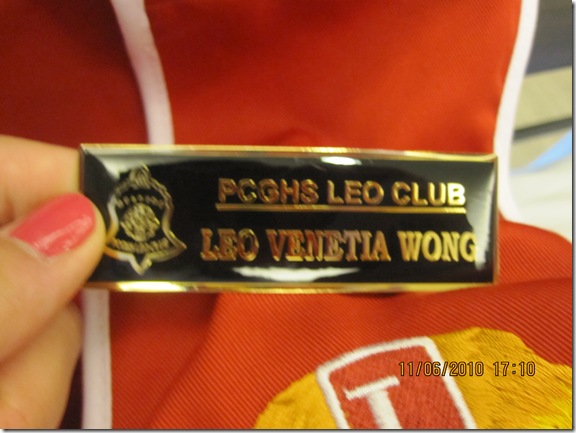 PCGHS LEO CLUB
LEO VENETIA WONG
L
11/06/2010 17:10